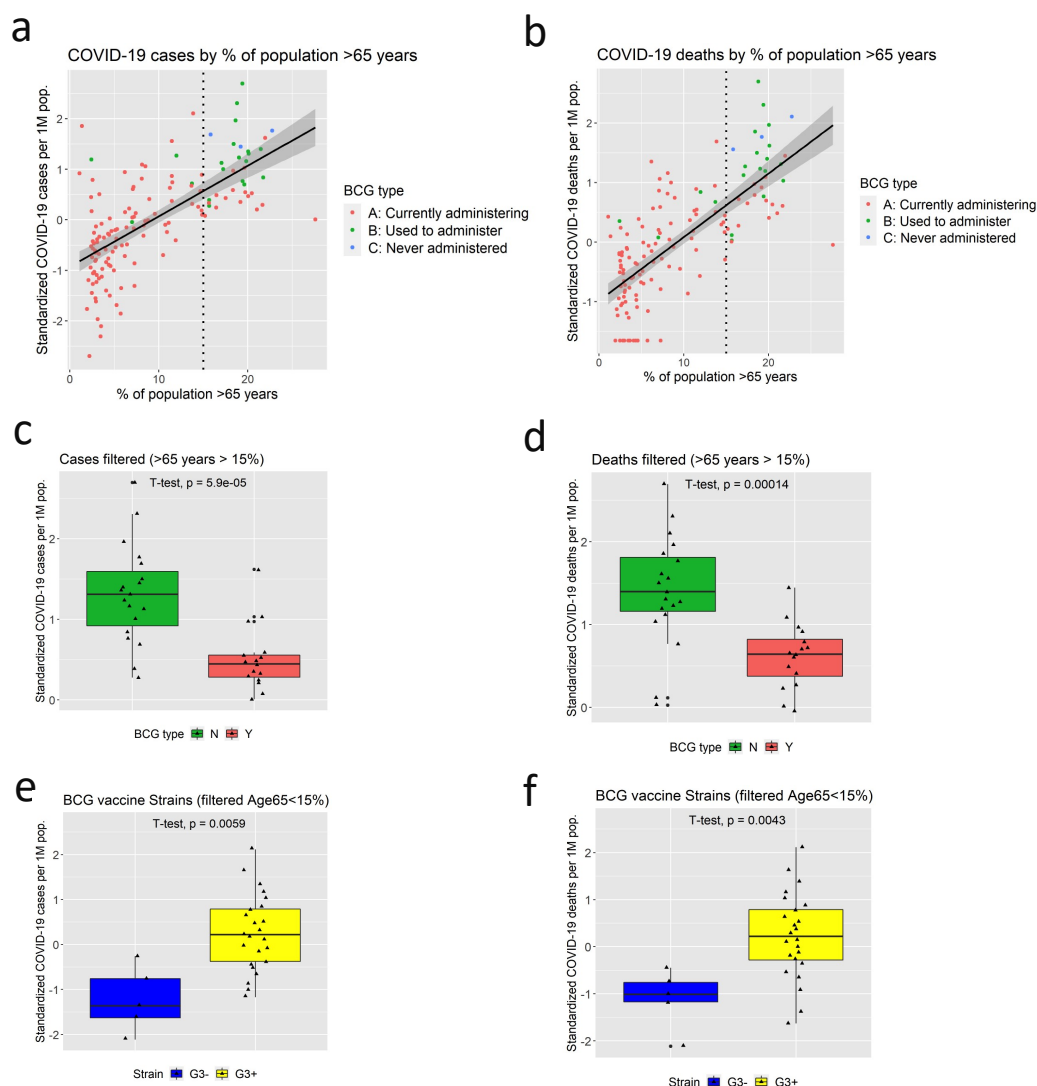 a
COVID-19 cases by % of population >65 years
Standardized COVID-19 cases per 1M pop.
2
1
0
-1
-2
0
10
20
% of population >65 years
BCG type
A: Currently administering
B: Used to administer
C: Never administered
b
COVID-19 deaths by % of population >65 years
Standardized COVID-19 deaths per 1M pop.
2
1
0
-1
0
10
20
% of population >65 years
BCG type
A: Currently administering
B: Used to administer
C: Never administered
c
Cases filtered (>65 years > 15%)
T-test, p = 5.9e-05
Standardized COVID-19 cases per 1M pop.
2
1
0
BCG type N Y
d
Deaths filtered (>65 years > 15%)
T-test, p = 0.00014
Standardized COVID-19 deaths per 1M pop.
2
1
0
BCG type N Y
e
BCG vaccine Strains (filtered Age65<15%)
T-test, p = 0.0059
Standardized COVID-19 cases per 1M pop.
2
1
0
-1
-2
Strain G3- G3+
f
BCG vaccine Strains (filtered Age65<15%)
T-test, p = 0.0043
Standardized COVID-19 deaths per 1M pop.
2
1
0
-1
-2
Strain G3- G3+